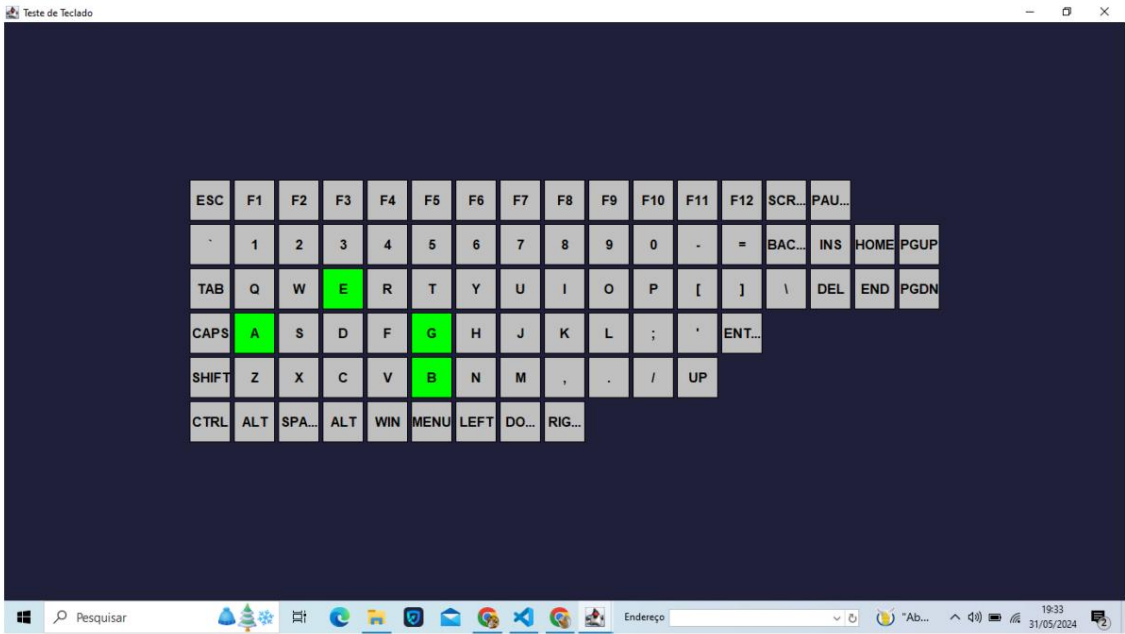 Teste de Teclado
ESC F1 F2 F3 F4 F5 F6 F7 F8 F9 F10 F11 F12 SCR... PAU...
` 1 2 3 4 5 6 7 8 9 0 - = BAC... INS HOME PGUP
TAB Q W E R T Y U I O P [ ] \ DEL END PGDN
CAPS A S D F G H J K L ; ' ENT...
SHIFT Z X C V B N M , . / UP
CTRL ALT SPA... ALT WIN MENU LEFT DO... RIG...
Pesquisar Endereço "Ab... 19:33
31/05/2024 2